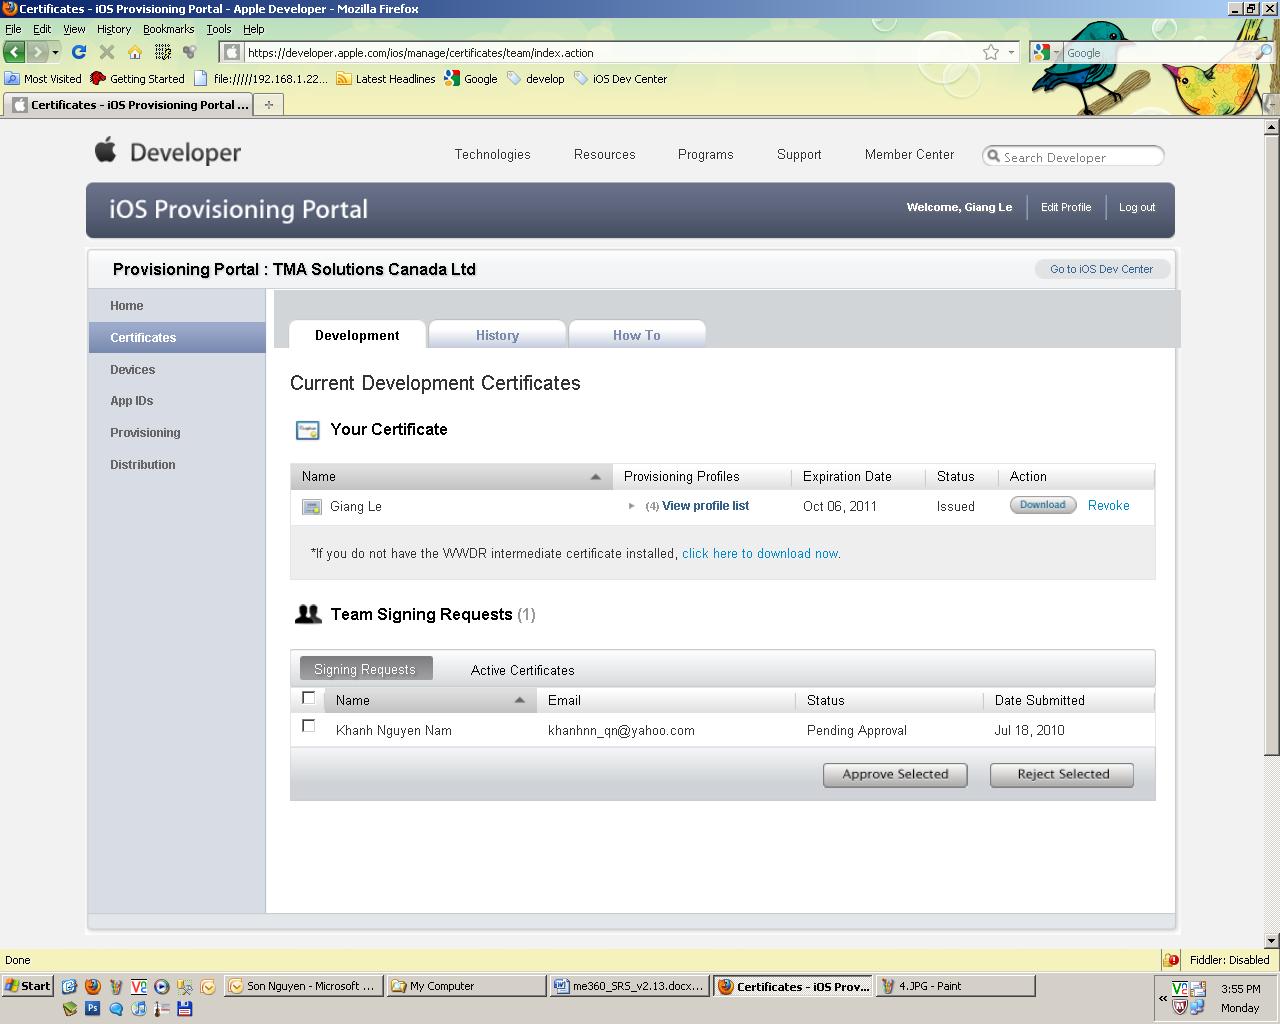 Certificates - iOS Provisioning Portal - Apple Developer - Mozilla Firefox
File Edit View History Bookmarks Tools Help
https://developer.apple.com/ios/manage/certificates/team/index.action
Google
Most Visited Getting Started file://///192.168.1.22... Latest Headlines Google develop iOS Dev Center
Certificates - iOS Provisioning Portal ...
Developer
Technologies Resources Programs Support Member Center Search Developer
iOS Provisioning Portal
Welcome, Giang Le Edit Profile Log out
Provisioning Portal : TMA Solutions Canada Ltd
Go to iOS Dev Center
Home
Certificates
Devices
App IDs
Provisioning
Distribution
Development History How To
Current Development Certificates
Your Certificate
Name Provisioning Profiles Expiration Date Status Action
Giang Le (4) View profile list Oct 06, 2011 Issued Download Revoke
*If you do not have the WWDR intermediate certificate installed, click here to download now.
Team Signing Requests (1)
Signing Requests Active Certificates
Name Email Status Date Submitted
Khanh Nguyen Nam khanhnn_qn@yahoo.com Pending Approval Jul 18, 2010
Approve Selected Reject Selected
Done
Fiddler: Disabled
Start Son Nguyen - Microsoft ... My Computer me360_SRS_v2.13.docx... Certificates - iOS Prov... 4.JPG - Paint
3:55 PM
Monday